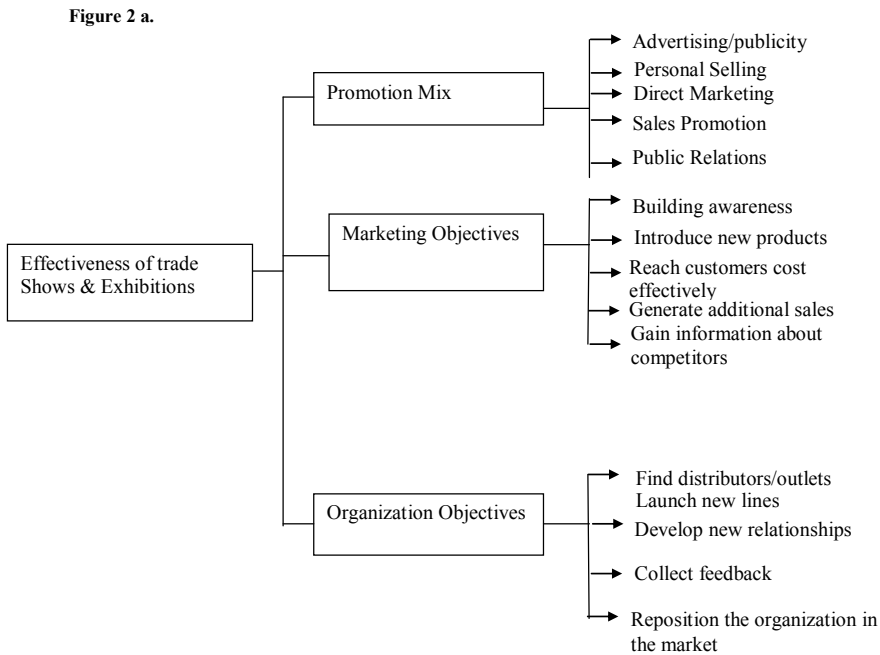 Figure 2 a.
Effectiveness of trade
Shows & Exhibitions
Promotion Mix
Advertising/publicity
Personal Selling
Direct Marketing
Sales Promotion
Public Relations
Marketing Objectives
Building awareness
Introduce new products
Reach customers cost
effectively
Generate additional sales
Gain information about
competitors
Organization Objectives
Find distributors/outlets
Launch new lines
Develop new relationships
Collect feedback
Reposition the organization in
the market